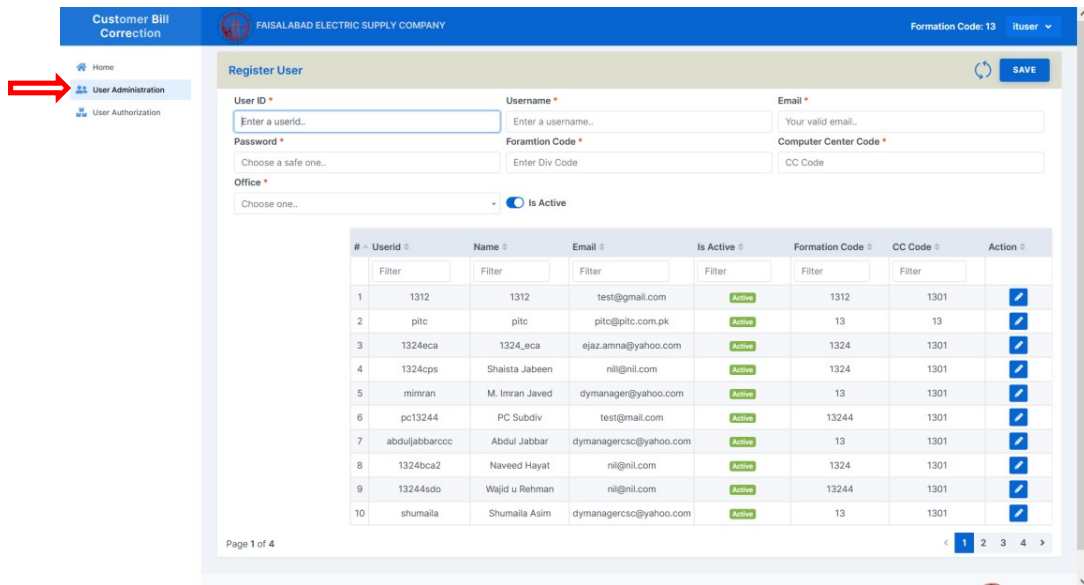 Customer Bill Correction
FAISALABAD ELECTRIC SUPPLY COMPANY
Formation Code: 13 ituser
Home
User Administration
User Authorization
Register User SAVE
User ID * Username * Email *
Enter a userid.. Enter a username.. Your valid email..
Password * Foramtion Code * Computer Center Code *
Choose a safe one.. Enter Div Code CC Code
Office *
Choose one.. Is Active
# Userid Name Email Is Active Formation Code CC Code Action
Filter Filter Filter Filter Filter Filter
1 1312 1312 test@gmail.com Active 1312 1301
2 pitc pitc pitc@pitc.com.pk Active 13 13
3 1324eca 1324_eca ejaz.amna@yahoo.com Active 1324 1301
4 1324cps Shaista Jabeen nill@nil.com Active 1324 1301
5 mimran M. Imran Javed dymanager@yahoo.com Active 13 1301
6 pc13244 PC Subdiv test@mail.com Active 13244 1301
7 abduljabbarccc Abdul Jabbar dymanagercsc@yahoo.com Active 13 1301
8 1324bca2 Naveed Hayat nil@nil.com Active 1324 1301
9 13244sdo Wajid u Rehman nil@nil.com Active 13244 1301
10 shumaila Shumaila Asim dymanagercsc@yahoo.com Active 13 1301
Page 1 of 4 < 1 2 3 4 >